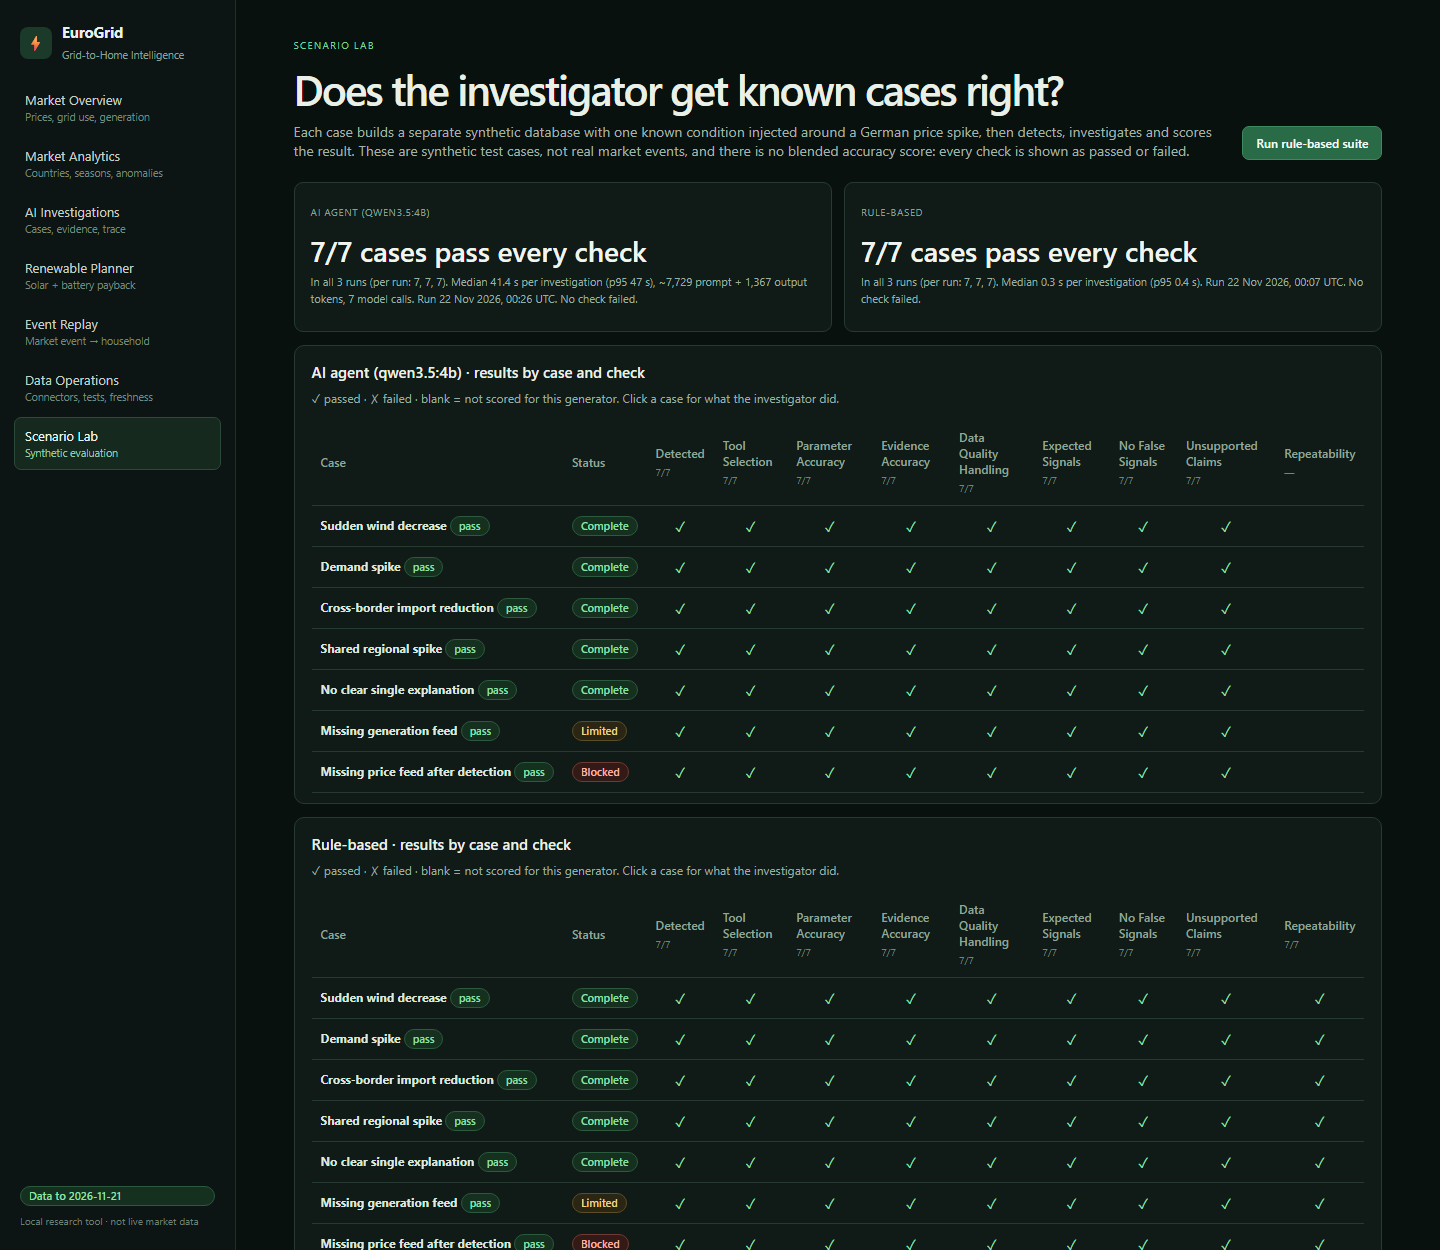 EuroGrid
Grid-to-Home Intelligence
Market Overview
Prices, grid use, generation
Market Analytics
Countries, seasons, anomalies
AI Investigations
Cases, evidence, trace
Renewable Planner
Solar + battery payback
Event Replay
Market event → household
Data Operations
Connectors, tests, freshness
Scenario Lab
Synthetic evaluation
Data to 2026-11-21
Local research tool · not live market data
SCENARIO LAB
Does the investigator get known cases right?
Each case builds a separate synthetic database with one known condition injected around a German price spike, then detects, investigates and scores
the result. These are synthetic test cases, not real market events, and there is no blended accuracy score: every check is shown as passed or failed.
Run rule-based suite
AI AGENT (QWEN3.5:4B)
7/7 cases pass every check
In all 3 runs (per run: 7, 7, 7). Median 41.4 s per investigation (p95 47 s), ~7,729 prompt + 1,367 output
tokens, 7 model calls. Run 22 Nov 2026, 00:26 UTC. No check failed.
RULE-BASED
7/7 cases pass every check
In all 3 runs (per run: 7, 7, 7). Median 0.3 s per investigation (p95 0.4 s). Run 22 Nov 2026, 00:07 UTC. No
check failed.
AI agent (qwen3.5:4b) · results by case and check
✓ passed · ✗ failed · blank = not scored for this generator. Click a case for what the investigator did.
Case Status Detected 7/7 Tool Selection 7/7 Parameter Accuracy 7/7 Evidence Accuracy 7/7 Data Quality Handling 7/7 Expected Signals 7/7 No False Signals 7/7 Unsupported Claims 7/7 Repeatability —
Sudden wind decrease pass Complete ✓ ✓ ✓ ✓ ✓ ✓ ✓ ✓
Demand spike pass Complete ✓ ✓ ✓ ✓ ✓ ✓ ✓ ✓
Cross-border import reduction pass Complete ✓ ✓ ✓ ✓ ✓ ✓ ✓ ✓
Shared regional spike pass Complete ✓ ✓ ✓ ✓ ✓ ✓ ✓ ✓
No clear single explanation pass Complete ✓ ✓ ✓ ✓ ✓ ✓ ✓ ✓
Missing generation feed pass Limited ✓ ✓ ✓ ✓ ✓ ✓ ✓ ✓
Missing price feed after detection pass Blocked ✓ ✓ ✓ ✓ ✓ ✓ ✓ ✓
Rule-based · results by case and check
✓ passed · ✗ failed · blank = not scored for this generator. Click a case for what the investigator did.
Case Status Detected 7/7 Tool Selection 7/7 Parameter Accuracy 7/7 Evidence Accuracy 7/7 Data Quality Handling 7/7 Expected Signals 7/7 No False Signals 7/7 Unsupported Claims 7/7 Repeatability 7/7
Sudden wind decrease pass Complete ✓ ✓ ✓ ✓ ✓ ✓ ✓ ✓ ✓
Demand spike pass Complete ✓ ✓ ✓ ✓ ✓ ✓ ✓ ✓ ✓
Cross-border import reduction pass Complete ✓ ✓ ✓ ✓ ✓ ✓ ✓ ✓ ✓
Shared regional spike pass Complete ✓ ✓ ✓ ✓ ✓ ✓ ✓ ✓ ✓
No clear single explanation pass Complete ✓ ✓ ✓ ✓ ✓ ✓ ✓ ✓ ✓
Missing generation feed pass Limited ✓ ✓ ✓ ✓ ✓ ✓ ✓ ✓ ✓
Missing price feed after detection pass Blocked ✓ ✓ ✓ ✓ ✓ ✓ ✓ ✓ ✓